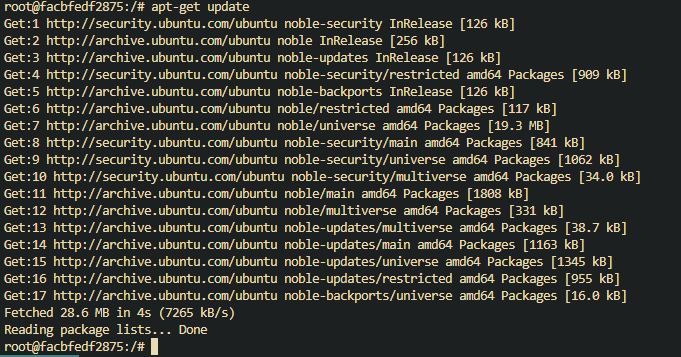 root@facbfedf2875:/# apt-get update
Get:1 http://security.ubuntu.com/ubuntu noble-security InRelease [126 kB]
Get:2 http://archive.ubuntu.com/ubuntu noble InRelease [256 kB]
Get:3 http://archive.ubuntu.com/ubuntu noble-updates InRelease [126 kB]
Get:4 http://security.ubuntu.com/ubuntu noble-security/restricted amd64 Packages [909 kB]
Get:5 http://archive.ubuntu.com/ubuntu noble-backports InRelease [126 kB]
Get:6 http://archive.ubuntu.com/ubuntu noble/restricted amd64 Packages [117 kB]
Get:7 http://archive.ubuntu.com/ubuntu noble/universe amd64 Packages [19.3 MB]
Get:8 http://security.ubuntu.com/ubuntu noble-security/main amd64 Packages [841 kB]
Get:9 http://security.ubuntu.com/ubuntu noble-security/universe amd64 Packages [1062 kB]
Get:10 http://security.ubuntu.com/ubuntu noble-security/multiverse amd64 Packages [34.0 kB]
Get:11 http://archive.ubuntu.com/ubuntu noble/main amd64 Packages [1808 kB]
Get:12 http://archive.ubuntu.com/ubuntu noble/multiverse amd64 Packages [331 kB]
Get:13 http://archive.ubuntu.com/ubuntu noble-updates/multiverse amd64 Packages [38.7 kB]
Get:14 http://archive.ubuntu.com/ubuntu noble-updates/main amd64 Packages [1163 kB]
Get:15 http://archive.ubuntu.com/ubuntu noble-updates/universe amd64 Packages [1345 kB]
Get:16 http://archive.ubuntu.com/ubuntu noble-updates/restricted amd64 Packages [955 kB]
Get:17 http://archive.ubuntu.com/ubuntu noble-backports/universe amd64 Packages [16.0 kB]
Fetched 28.6 MB in 4s (7265 kB/s)
Reading package lists... Done
root@facbfedf2875:/#